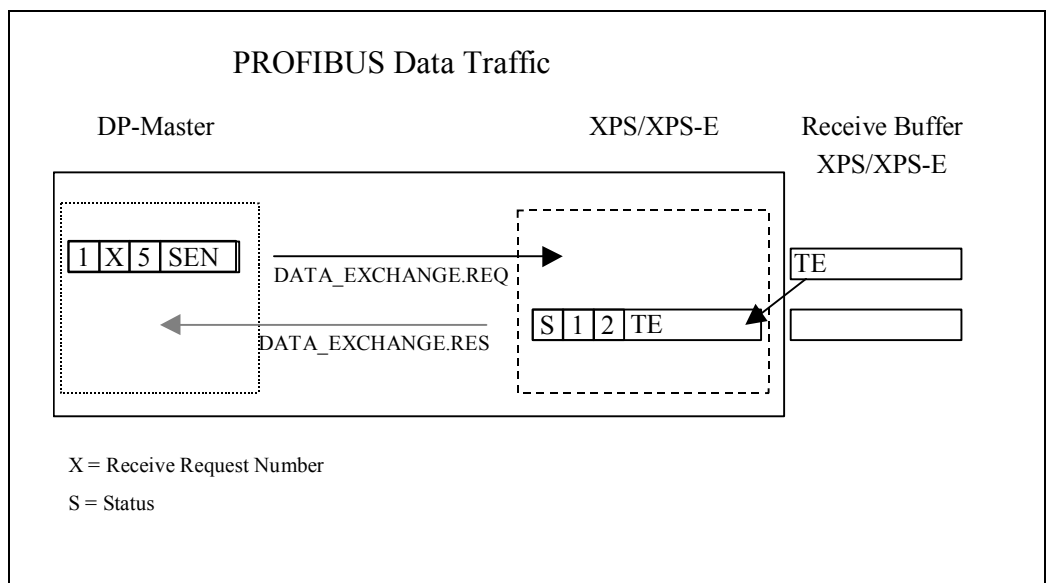 PROFIBUS Data Traffic
DP-Master XPS/XPS-E Receive Buffer
XPS/XPS-E
1 X 5 SEN
DATA_EXCHANGE.REQ
TE
DATA_EXCHANGE.RES
S 1 2 TE
X = Receive Request Number
S = Status